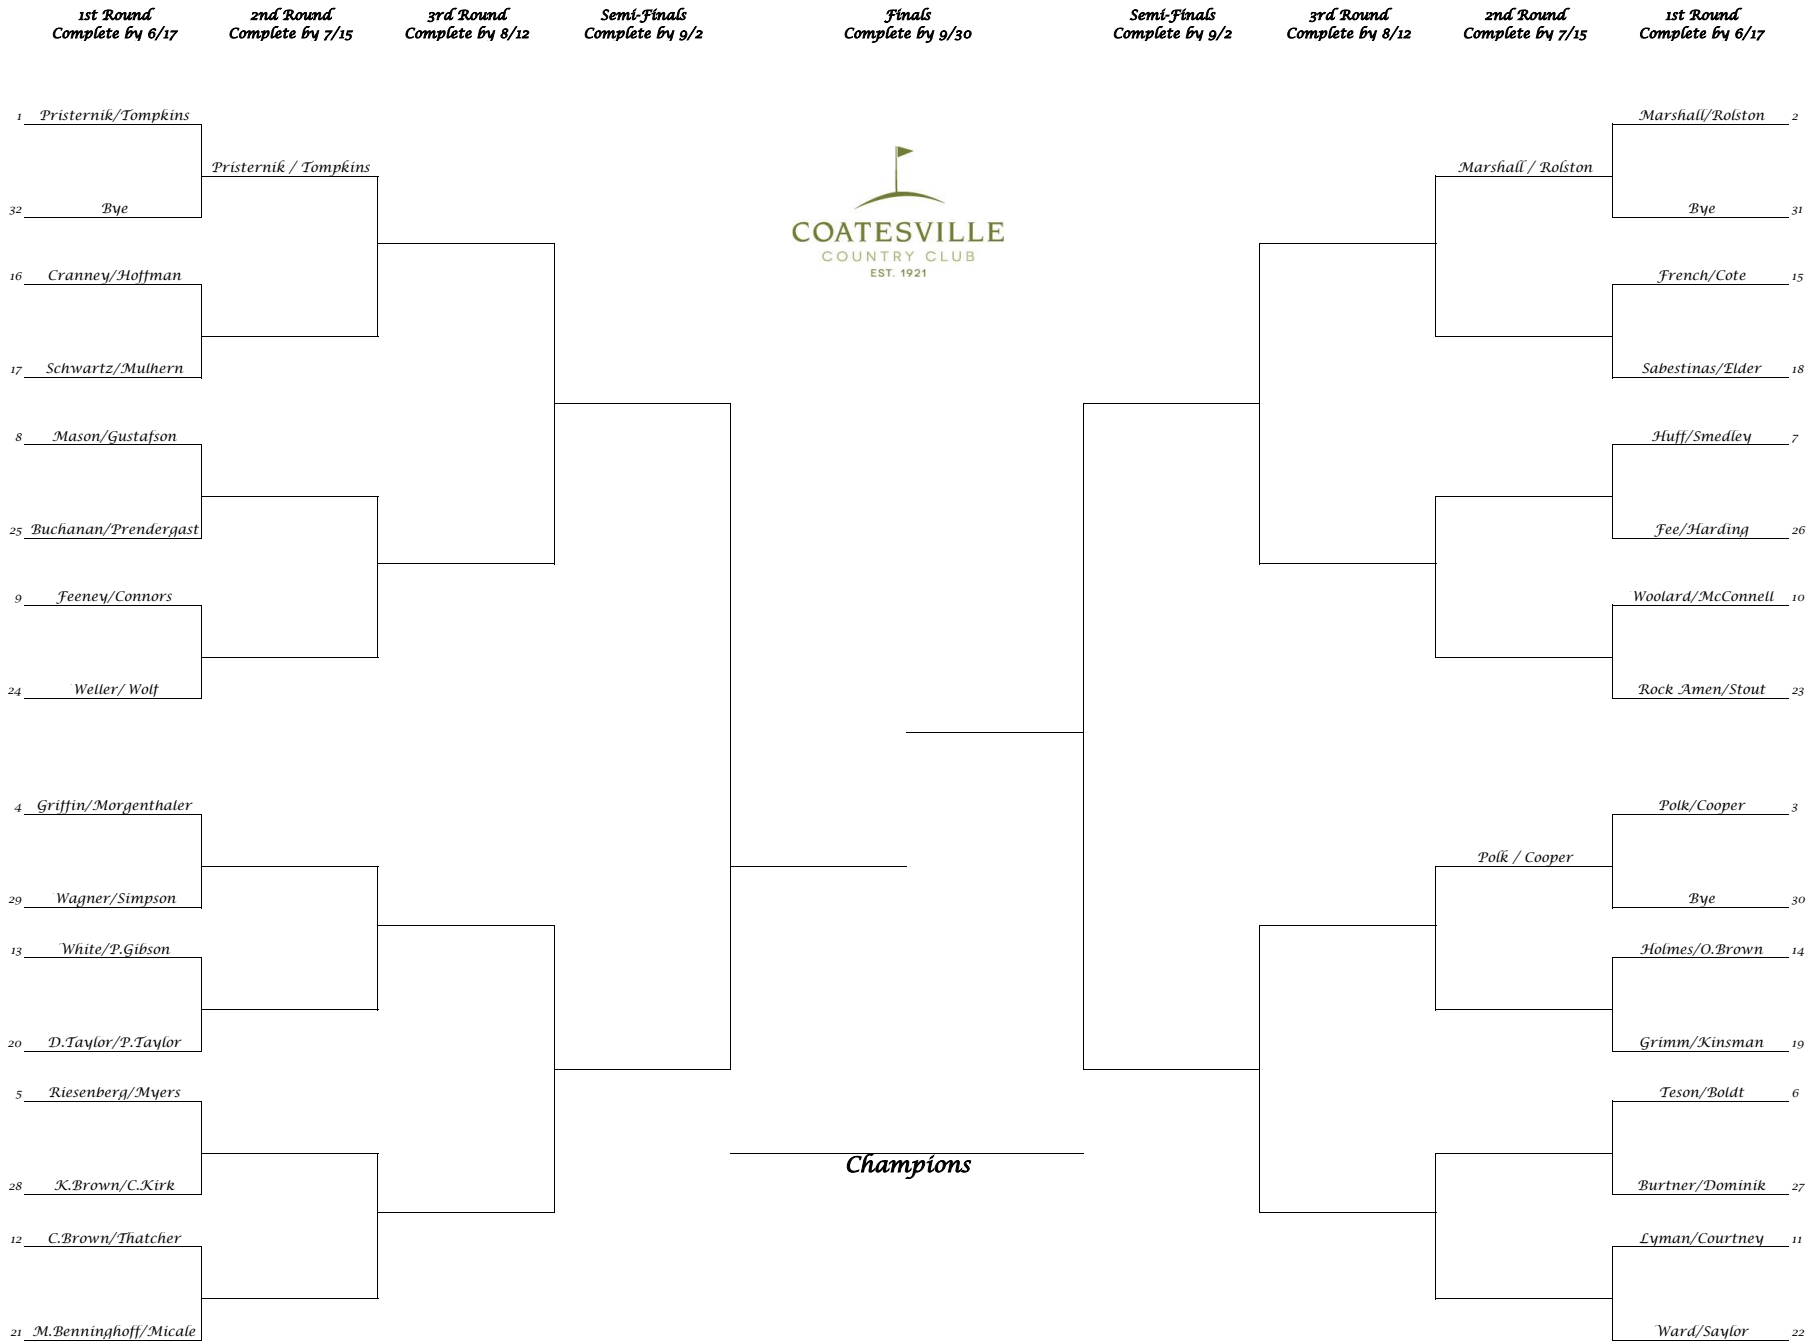 1st Round 2nd Round 3rd Round Semi-Finals Finals Semi-Finals 3rd Round 2nd Round 1st Round
Complete by 6/17 Complete by 7/15 Complete by 8/12 Complete by 9/2 Complete by 9/30 Complete by 9/2 Complete by 8/12 Complete by 7/15 Complete by 6/17
1 Pristernik/Tompkins Marshall/Rolston 2
Pristernik / Tompkins Marshall / Rolston
32 Bye Bye 31
COATESVILLE
COUNTRY CLUB
EST. 1921
16 Cranney/Hoffman French/Cote 15
17 Schwartz/Mulhern Sabestinas/Elder 18
8 Mason/Gustafson Huff/Smedley 7
25 Buchanan/Prendergast Fee/Harding 26
9 Feeney/Connors Woolard/McConnell 10
24 Weller/ Wolf Rock Amen/Stout 23
4 Griffin/Morgenthaler Polk/Cooper 3
Polk / Cooper
29 Wagner/Simpson Bye 30
13 White/P.Gibson Holmes/O.Brown 14
20 D.Taylor/P.Taylor Grimm/Kinsman 19
5 Riesenberg/Myers Teson/Boldt 6
Champions
28 K.Brown/C.Kirk Burtner/Dominik 27
12 C.Brown/Thatcher Lyman/Courtney 11
21 M.Benninghoff/Micale Ward/Saylor 22